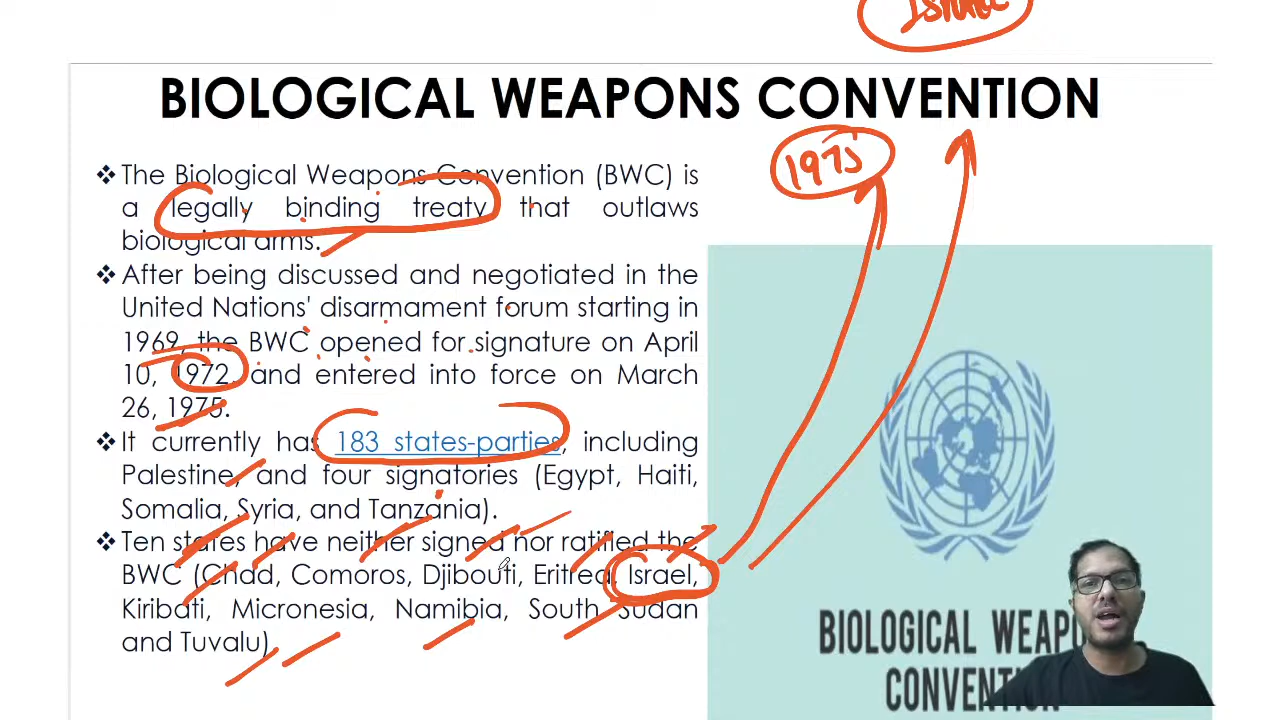 Israel
BIOLOGICAL WEAPONS CONVENTION
1975
❖ The Biological Weapons Convention (BWC) is
a legally binding treaty that outlaws
biological arms.
❖ After being discussed and negotiated in the
United Nations' disarmament forum starting in
1969, the BWC opened for signature on April
10, 1972, and entered into force on March
26, 1975.
❖ It currently has 183 states-parties, including
Palestine, and four signatories (Egypt, Haiti,
Somalia, Syria, and Tanzania).
❖ Ten states have neither signed nor ratified the
BWC (Chad, Comoros, Djibouti, Eritrea, Israel,
Kiribati, Micronesia, Namibia, South Sudan
and Tuvalu).
BIOLOGICAL WEAPO
CONVENTION